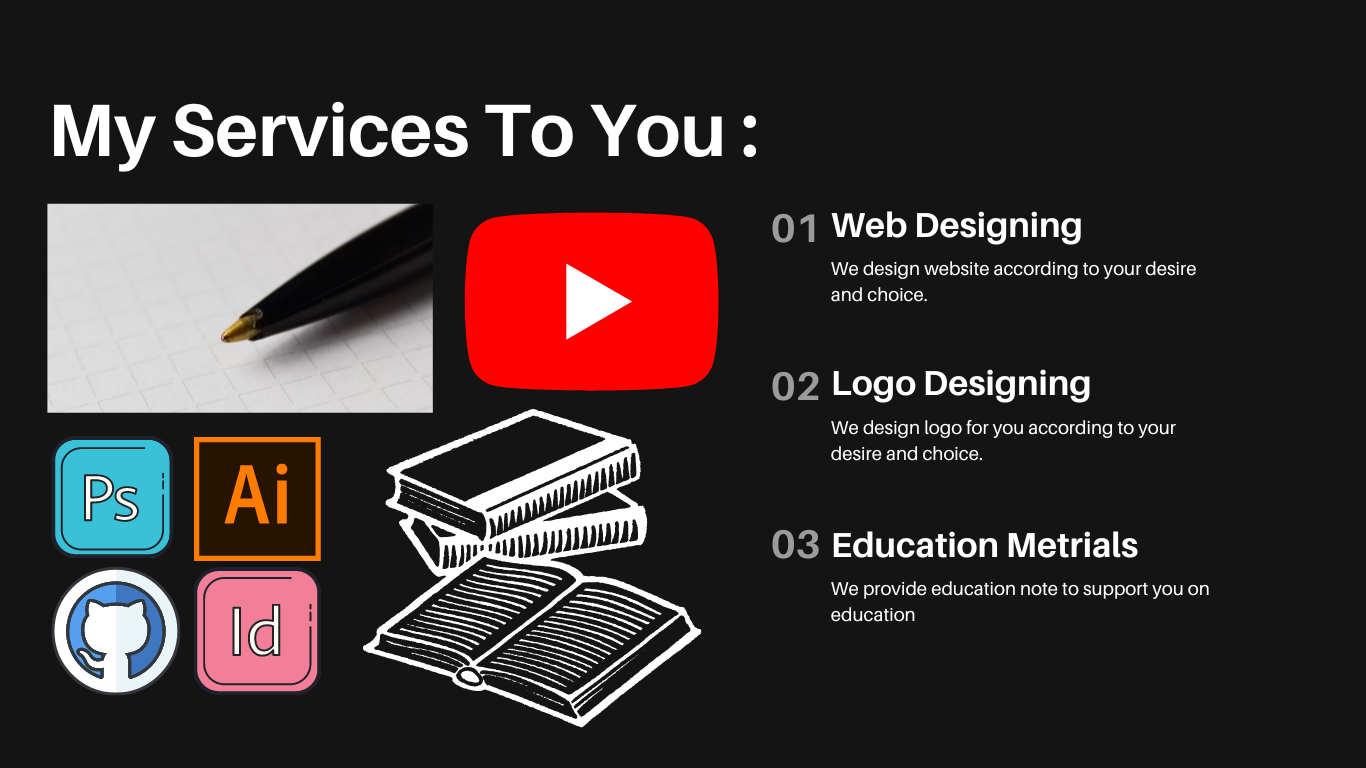 My Services To You :
01 Web Designing
We design website according to your desire
and choice.
02 Logo Designing
We design logo for you according to your
desire and choice.
03 Education Metrials
We provide education note to support you on
education
Ps
Ai
Id